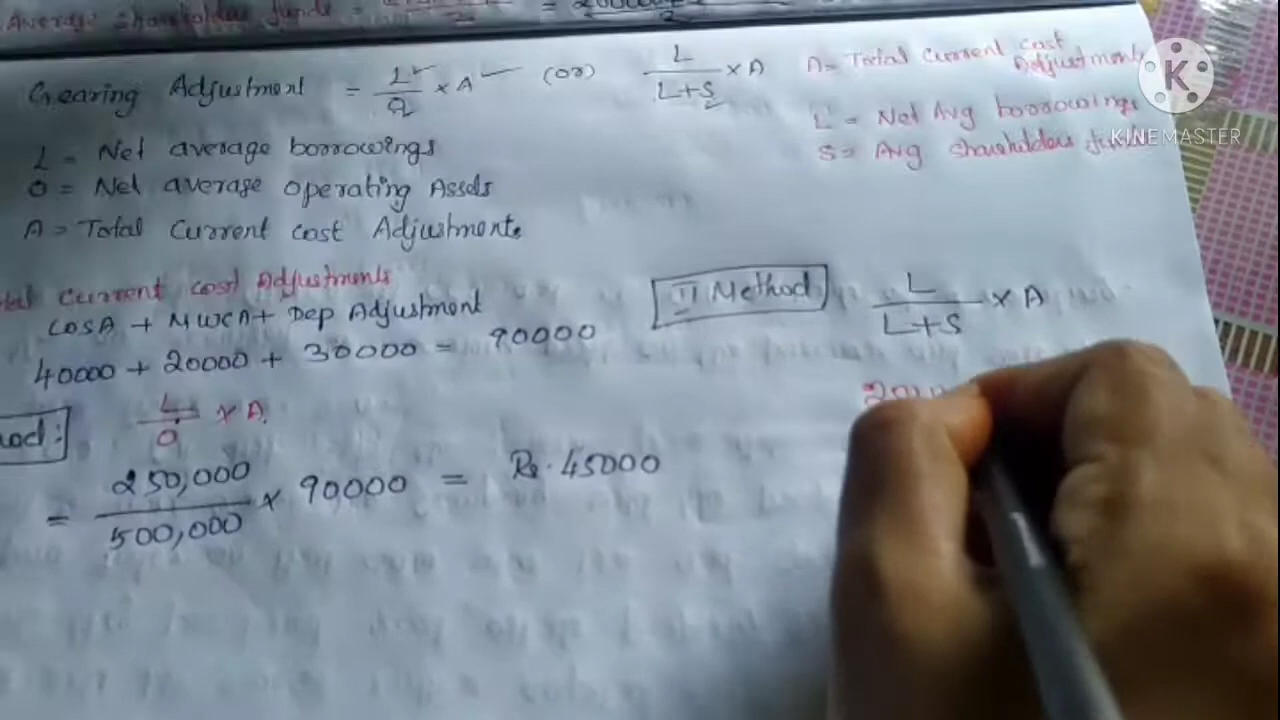 Average Shareholders funds =
Gearing Adjustment = L/O × A (or) L/L+S × A
A = Total Current cost Adjustments
L = Net Avg borrowings
S = Avg shareholders
KINEMASTER
L = Net average borrowings
O = Net average operating Assets
A = Total Current cost Adjustments
Current cost Adjustments
COSA + MWCA + Dep Adjustment
40000 + 20000 + 30000 = 90000
L/O × A
= 250,000/500,000 × 90000 = Rs. 45000
II Method
L/L+S × A